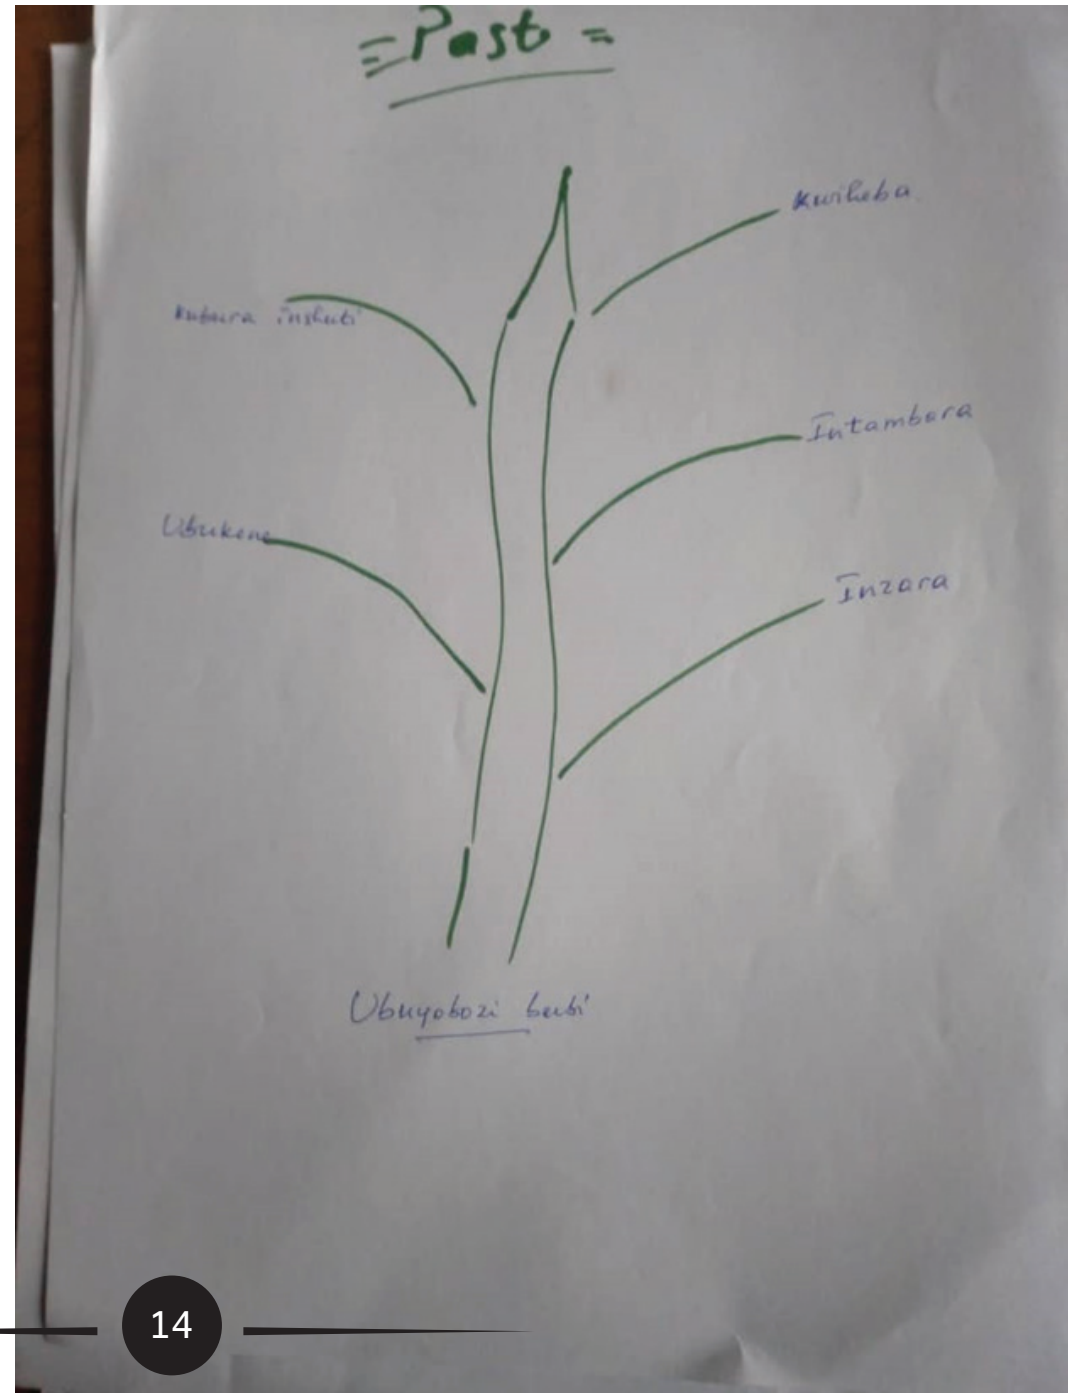 = Past =
Kwiheba
Kubura inshuti
Intambara
Ubukene
Inzara
Ubuyobozi bubi
14